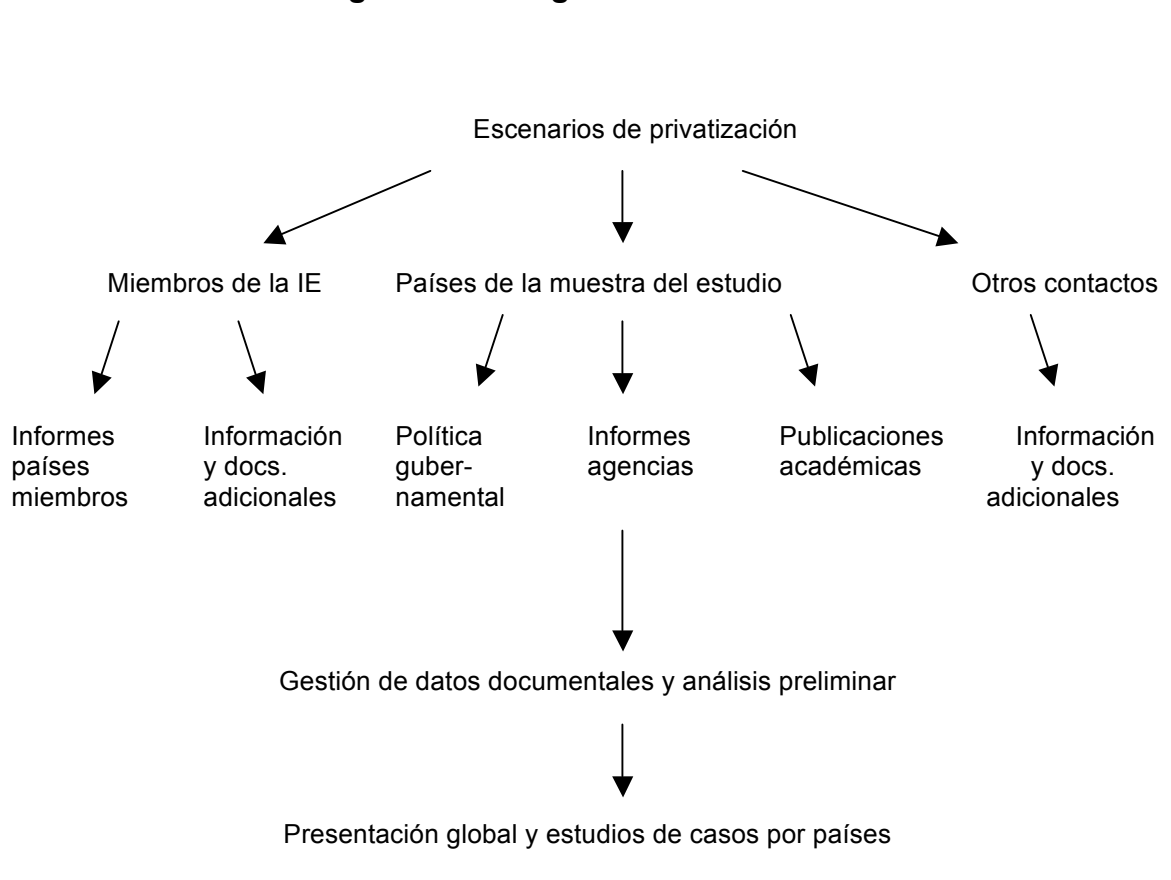 Escenarios de privatización
Miembros de la IE
Países de la muestra del estudio
Otros contactos
Informes
países
miembros
Información
y docs.
adicionales
Política
guber-
namental
Informes
agencias
Publicaciones
académicas
Información
y docs.
adicionales
Gestión de datos documentales y análisis preliminar
Presentación global y estudios de casos por países